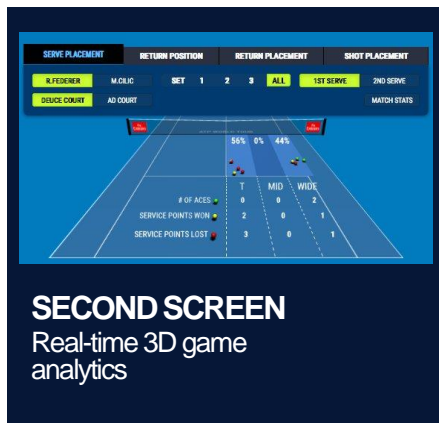 SERVE PLACEMENT RETURN POSITION RETURN PLACEMENT SHOT PLACEMENT
R.FEDERER M.CILIC SET 1 2 3 ALL 1ST SERVE 2ND SERVE
DEUCE COURT AD COURT MATCH STATS
56% 0% 44%
T MID WIDE
# OF ACES 0 0 2
SERVICE POINTS WON 2 0 1
SERVICE POINTS LOST 3 0 1
SECOND SCREEN
Real-time 3D game
analytics